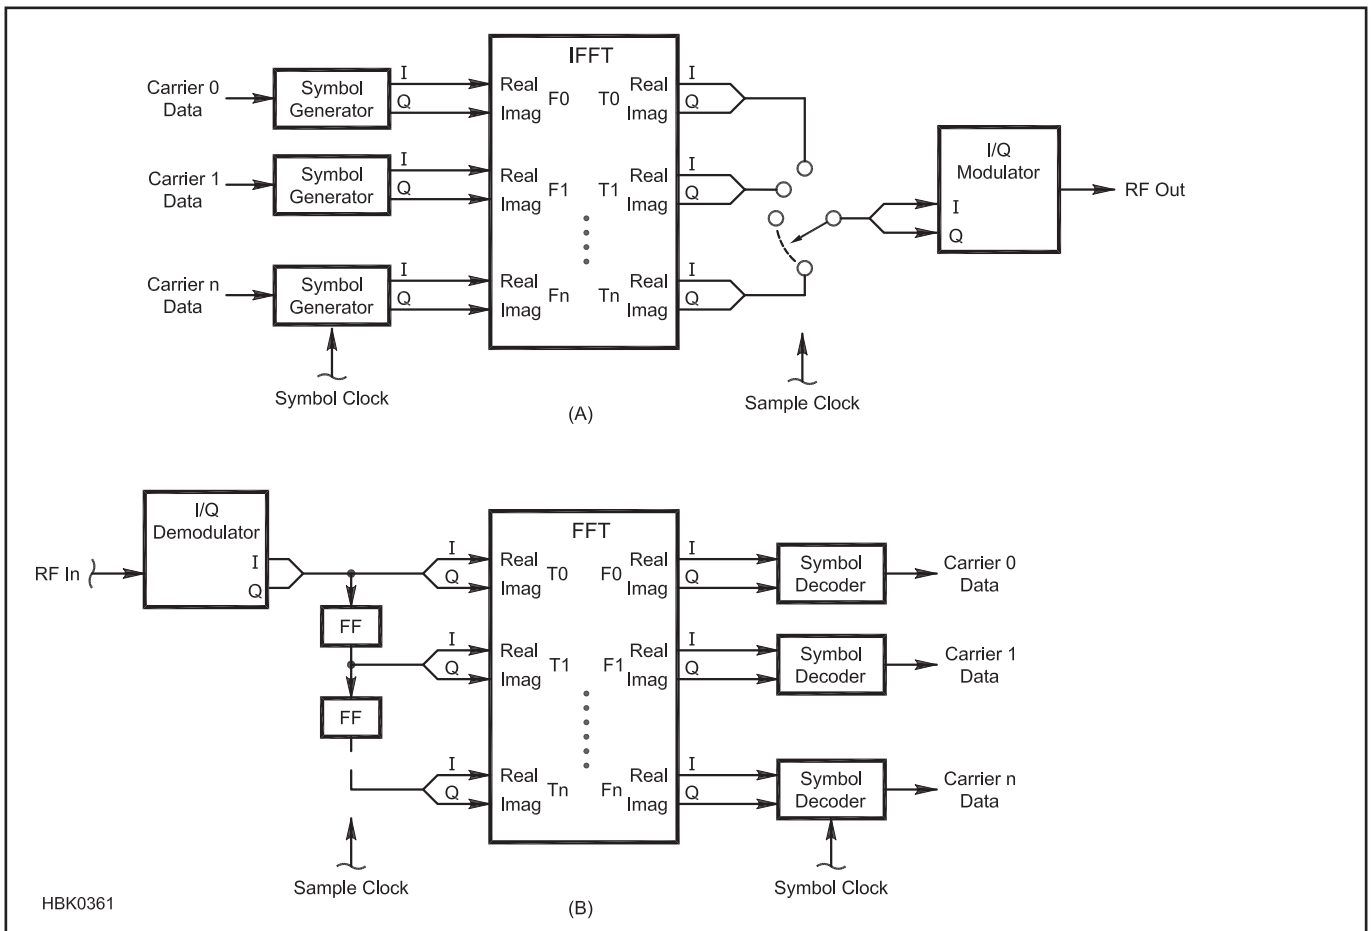 IFFT
Carrier 0
Data
Symbol
Generator
I
Q
Real
Imag
F0
T0
Real
Imag
I
Q
Carrier 1
Data
Symbol
Generator
I
Q
Real
Imag
F1
T1
Real
Imag
I
Q
Carrier n
Data
Symbol
Generator
I
Q
Real
Imag
Fn
Tn
Real
Imag
I
Q
I/Q
Modulator
I
Q
RF Out
Symbol Clock
Sample Clock
(A)
RF In
I/Q
Demodulator
I
Q
FF
FF
FFT
I
Q
Real
Imag
T0
F0
Real
Imag
I
Q
Symbol
Decoder
Carrier 0
Data
I
Q
Real
Imag
T1
F1
Real
Imag
I
Q
Symbol
Decoder
Carrier 1
Data
I
Q
Real
Imag
Tn
Fn
Real
Imag
I
Q
Symbol
Decoder
Carrier n
Data
Sample Clock
Symbol Clock
HBK0361
(B)